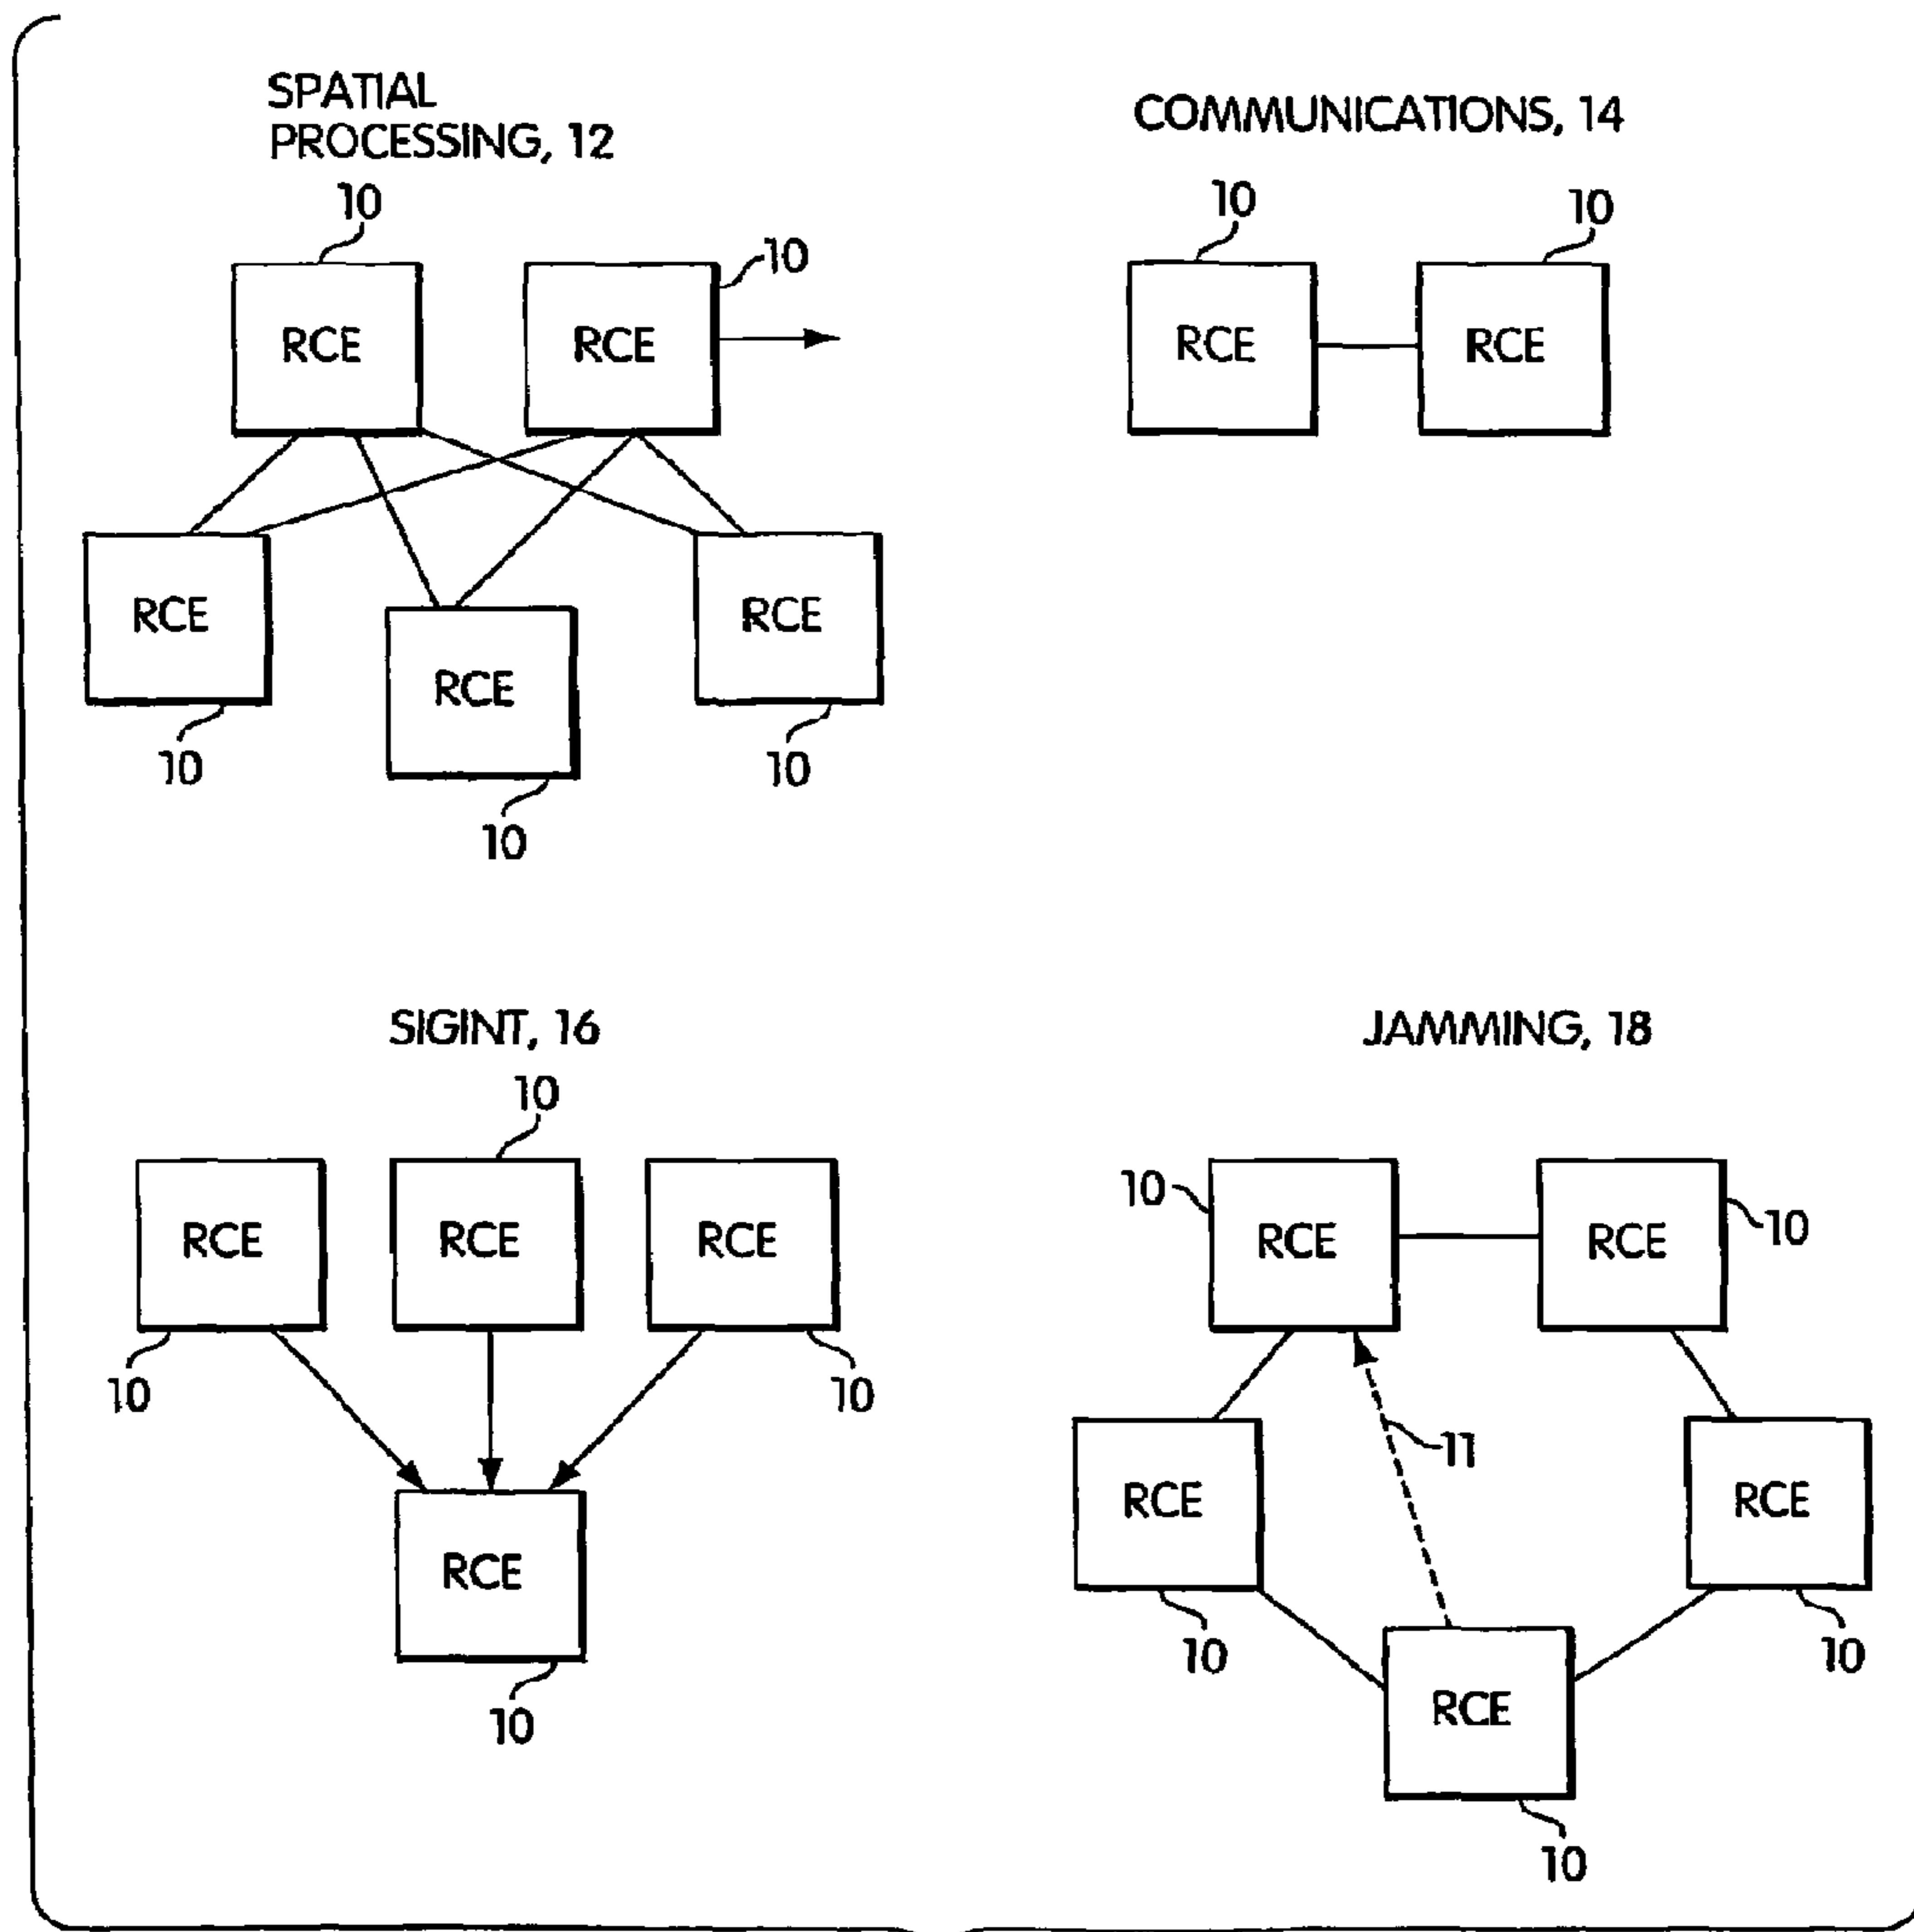 SPATIAL
PROCESSING, 12
10
10
RCE
RCE
RCE
RCE
RCE
10
10
10
COMMUNICATIONS, 14
10
10
RCE
RCE
SIGINT, 16
10
RCE
RCE
RCE
10
10
RCE
10
JAMMING, 18
10
RCE
RCE
10
11
RCE
RCE
10
10
RCE
10